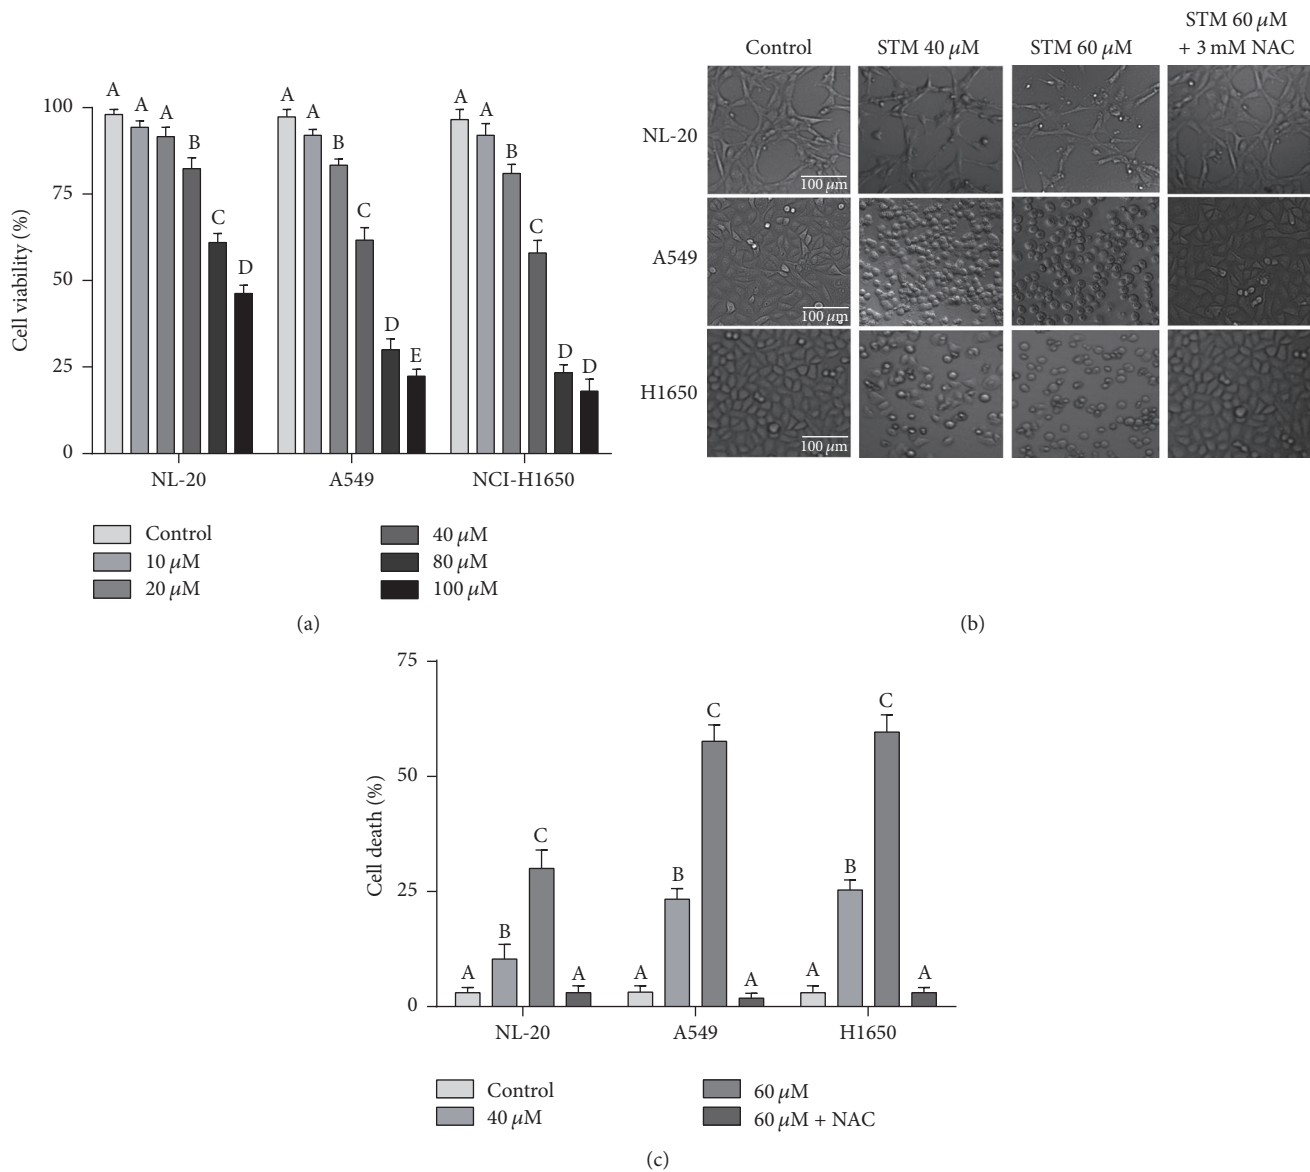 Cell viability (%)
100
75
50
25
0
A A A B C D
A A B C D E
A A B C D D
NL-20 A549 NCI-H1650
Control
10 μM
20 μM
40 μM
80 μM
100 μM
(a)
Control STM 40 μM STM 60 μM STM 60 μM
+ 3 mM NAC
NL-20
100 μm
A549
100 μm
H1650
100 μm
(b)
Cell death (%)
75
50
25
0
A B C A
A B C A
A B C A
NL-20 A549 H1650
Control
40 μM
60 μM
60 μM + NAC
(c)